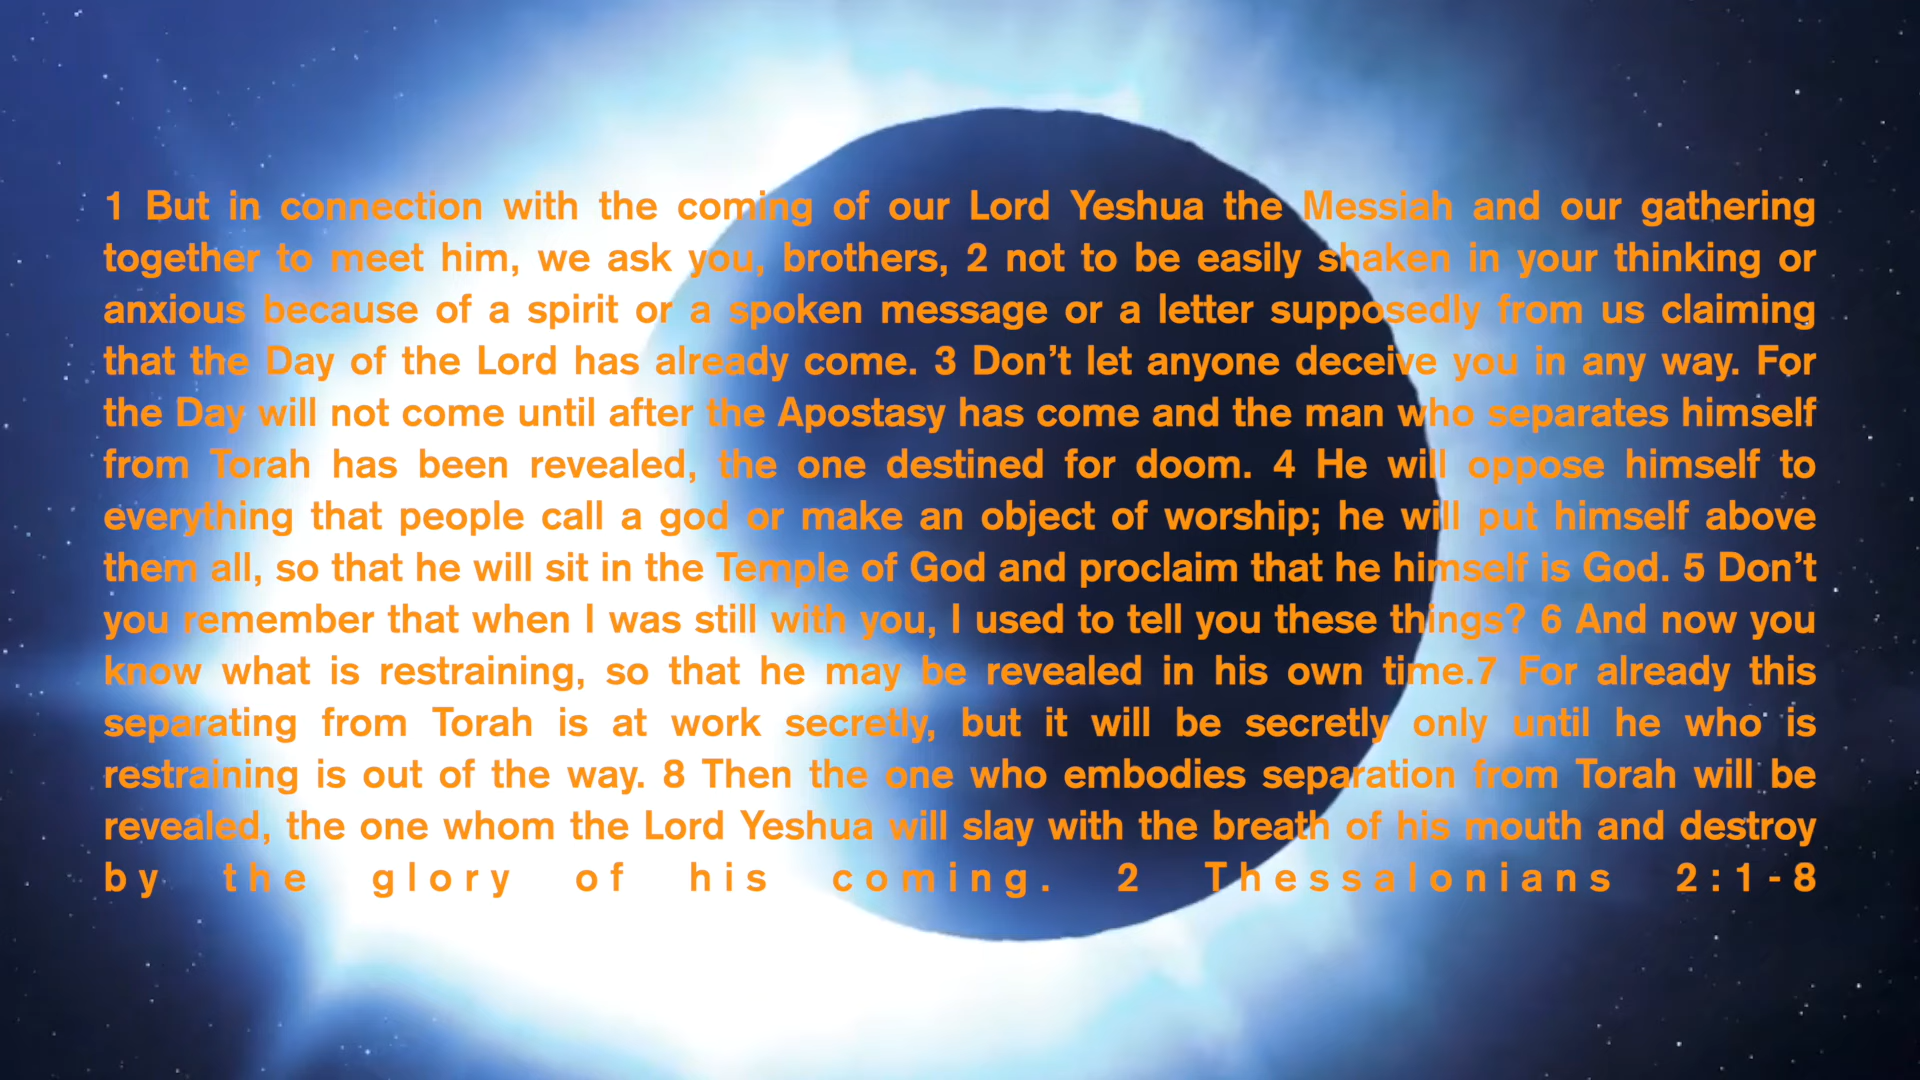 1 But in connection with the coming of our Lord Yeshua the Messiah and our gathering
together to meet him, we ask you, brothers, 2 not to be easily shaken in your thinking or
anxious because of a spirit or a spoken message or a letter supposedly from us claiming
that the Day of the Lord has already come. 3 Don’t let anyone deceive you in any way. For
the Day will not come until after the Apostasy has come and the man who separates himself
from Torah has been revealed, the one destined for doom. 4 He will oppose himself to
everything that people call a god or make an object of worship; he will put himself above
them all, so that he will sit in the Temple of God and proclaim that he himself is God. 5 Don’t
you remember that when I was still with you, I used to tell you these things? 6 And now you
know what is restraining, so that he may be revealed in his own time.7 For already this
separating from Torah is at work secretly, but it will be secretly only until he who is
restraining is out of the way. 8 Then the one who embodies separation from Torah will be
revealed, the one whom the Lord Yeshua will slay with the breath of his mouth and destroy
by the glory of his coming. 2 Thessalonians 2:1-8